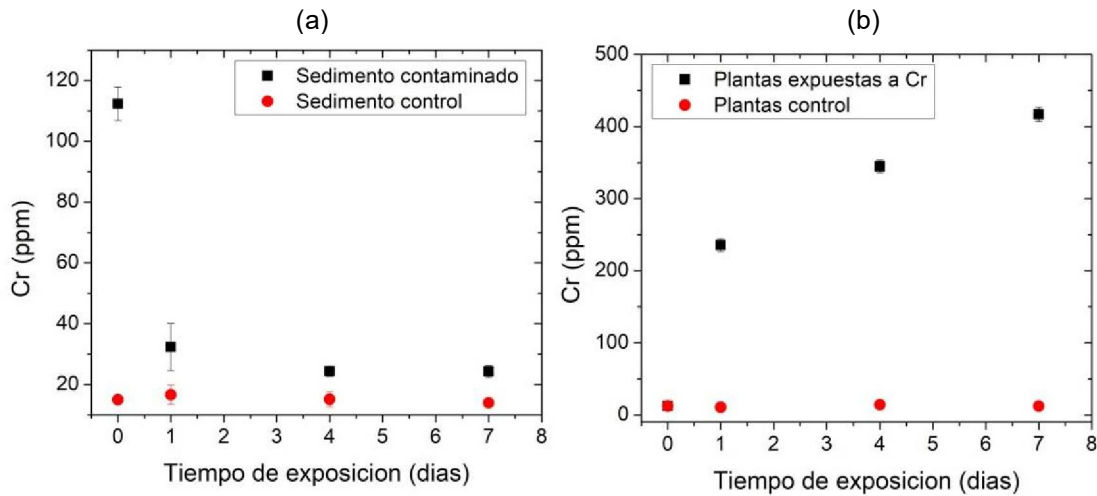 (a)
Sedimento contaminado
Sedimento control
Cr (ppm)
120
100
80
60
40
20
0 1 2 3 4 5 6 7 8
Tiempo de exposicion (dias)
(b)
Plantas expuestas a Cr
Plantas control
Cr (ppm)
500
400
300
200
100
0
0 1 2 3 4 5 6 7 8
Tiempo de exposicion (dias)